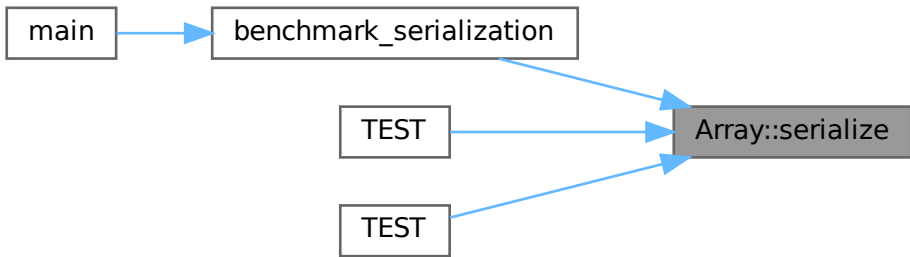 main
benchmark_serialization
TEST
Array::serialize
TEST